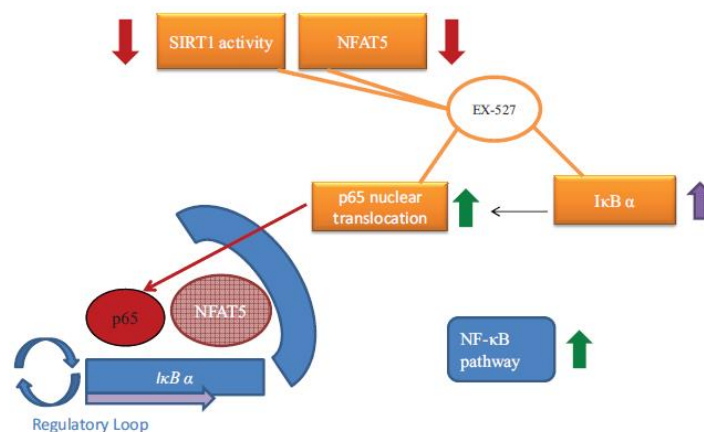 SIRT1 activity
NFAT5
EX-527
p65 nuclear
translocation
IκB α
p65
NFAT5
NF-κB
pathway
IκB α
Regulatory Loop